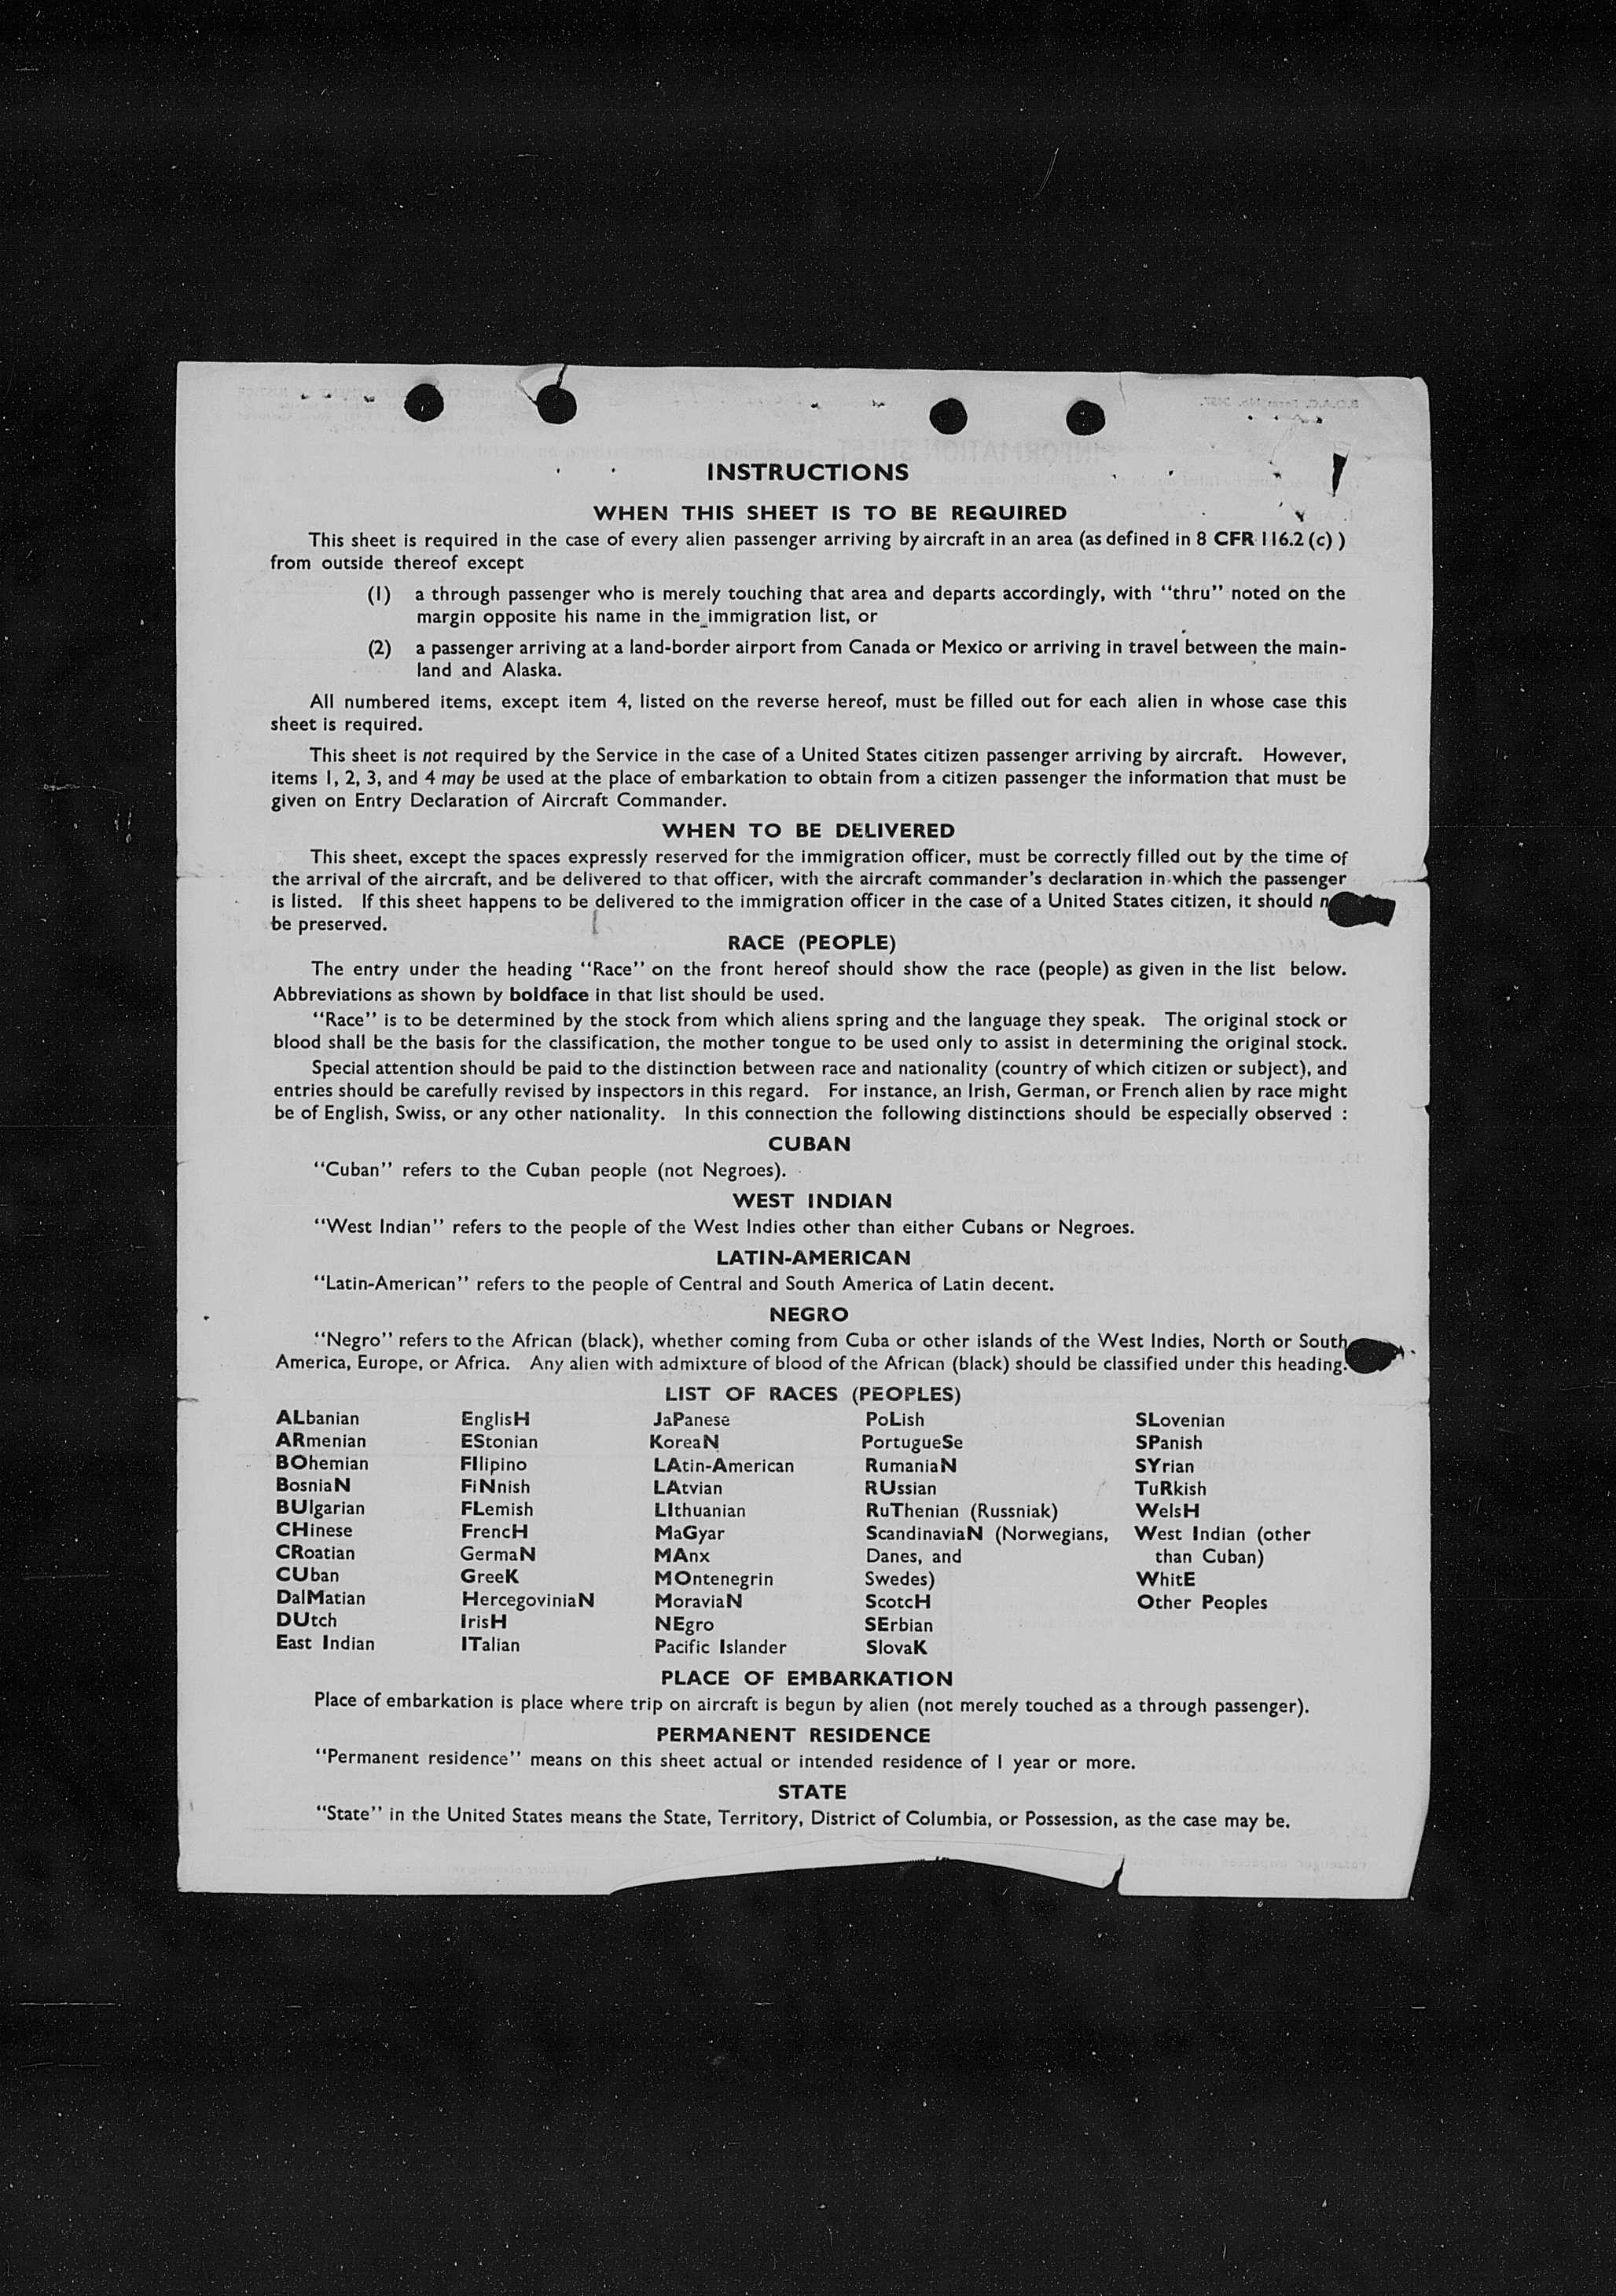 INSTRUCTIONS
WHEN THIS SHEET IS TO BE REQUIRED
This sheet is required in the case of every alien passenger arriving by aircraft in an area (as defined in 8 CFR 116.2 (c) )
from outside thereof except
(1) a through passenger who is merely touching that area and departs accordingly, with "thru" noted on the
margin opposite his name in the immigration list, or
(2) a passenger arriving at a land-border airport from Canada or Mexico or arriving in travel between the main-
land and Alaska.
All numbered items, except item 4, listed on the reverse hereof, must be filled out for each alien in whose case this
sheet is required.
This sheet is not required by the Service in the case of a United States citizen passenger arriving by aircraft. However,
items 1, 2, 3, and 4 may be used at the place of embarkation to obtain from a citizen passenger the information that must be
given on Entry Declaration of Aircraft Commander.
WHEN TO BE DELIVERED
This sheet, except the spaces expressly reserved for the immigration officer, must be correctly filled out by the time of
the arrival of the aircraft, and be delivered to that officer, with the aircraft commander's declaration in which the passenger
is listed. If this sheet happens to be delivered to the immigration officer in the case of a United States citizen, it should
be preserved.
RACE (PEOPLE)
The entry under the heading "Race" on the front hereof should show the race (people) as given in the list below.
Abbreviations as shown by boldface in that list should be used.
"Race" is to be determined by the stock from which aliens spring and the language they speak. The original stock or
blood shall be the basis for the classification, the mother tongue to be used only to assist in determining the original stock.
Special attention should be paid to the distinction between race and nationality (country of which citizen or subject), and
entries should be carefully revised by inspectors in this regard. For instance, an Irish, German, or French alien by race might
be of English, Swiss, or any other nationality. In this connection the following distinctions should be especially observed :
CUBAN
"Cuban" refers to the Cuban people (not Negroes).
WEST INDIAN
"West Indian" refers to the people of the West Indies other than either Cubans or Negroes.
LATIN-AMERICAN
"Latin-American" refers to the people of Central and South America of Latin decent.
NEGRO
"Negro" refers to the African (black), whether coming from Cuba or other islands of the West Indies, North or South
America, Europe, or Africa. Any alien with admixture of blood of the African (black) should be classified under this heading.
LIST OF RACES (PEOPLES)
ALbanian EnglisH JaPanese PoLish SLovenian
ARmenian EStonian KoreaN PortugueSe SPanish
BOhemian FIlipino LAtin-American RumaniaN SYrian
BosniaN FiNnish LAtvian RUssian TuRkish
BUlgarian FLemish LIthuanian RuThenian (Russniak) WelsH
CHinese FrencH MaGyar ScandinaviaN (Norwegians, West Indian (other
CRoatian GermaN MAnx Danes, and than Cuban)
CUban GreeK MOntenegrin Swedes) WhitE
DalMatian HercegoviniaN MoraviaN ScotcH Other Peoples
DUtch IrisH NEgro SErbian
East Indian ITalian Pacific Islander SlovaK
PLACE OF EMBARKATION
Place of embarkation is place where trip on aircraft is begun by alien (not merely touched as a through passenger).
PERMANENT RESIDENCE
"Permanent residence" means on this sheet actual or intended residence of 1 year or more.
STATE
"State" in the United States means the State, Territory, District of Columbia, or Possession, as the case may be.